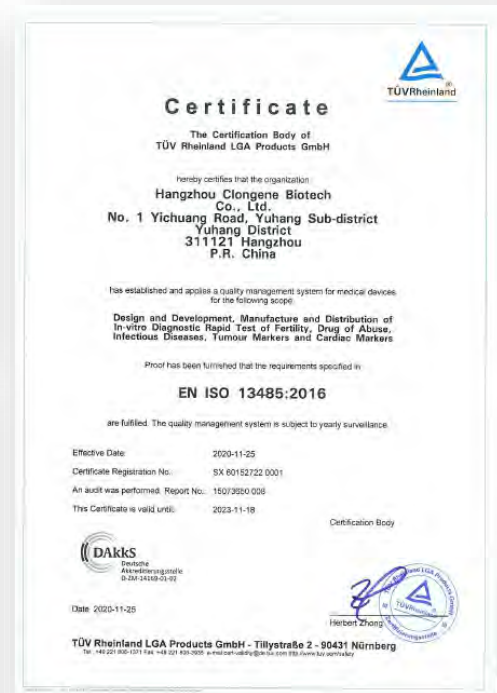 TÜVRheinland
Certificate
The Certification Body of
TÜV Rheinland LGA Products GmbH
hereby certifies that the organization
Hangzhou Clongene Biotech
Co., Ltd.
No. 1 Yichuang Road, Yuhang Sub-district
Yuhang District
311121 Hangzhou
P.R. China
has established and applies a quality management system for medical devices
for the following scope:
Design and Development, Manufacture and Distribution of
In-vitro Diagnostic Rapid Test of Fertility, Drug of Abuse,
Infectious Diseases, Tumour Markers and Cardiac Markers
Proof has been furnished that the requirements specified in
EN ISO 13485:2016
are fulfilled. The quality management system is subject to yearly surveillance.
Effective Date: 2020-11-25
Certificate Registration No.: SX 60152722 0001
An audit was performed. Report No.: 15073650 006
This Certificate is valid until: 2023-11-18
Certification Body
DAkkS
Deutsche
Akkreditierungsstelle
D-ZM-14169-01-02
Date 2020-11-25
TÜVRheinland
Herbert Zhong
TÜV Rheinland LGA Products GmbH - Tillystraße 2 - 90431 Nürnberg